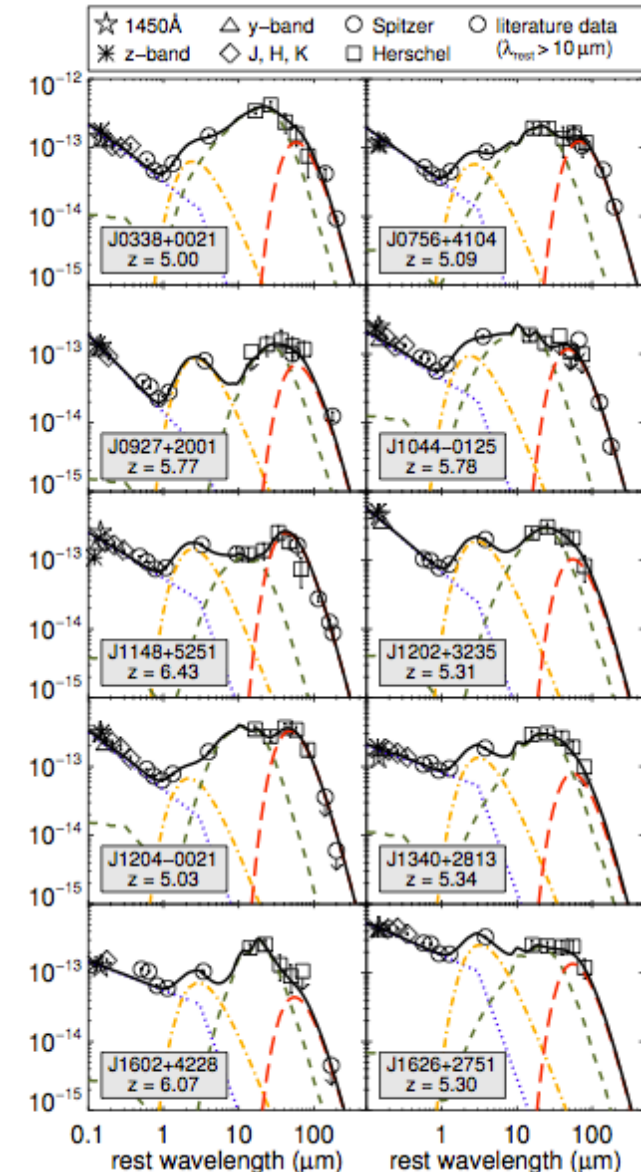 1450Å y−band Spitzer literature data
z−band J, H, K Herschel (λrest > 10 μm)
10−12
10−13
10−14
10−15
J0338+0021
z = 5.00
J0756+4104
z = 5.09
10−13
10−14
10−15
J0927+2001
z = 5.77
J1044−0125
z = 5.78
10−13
10−14
10−15
J1148+5251
z = 6.43
J1202+3235
z = 5.31
10−13
10−14
10−15
J1204−0021
z = 5.03
J1340+2813
z = 5.34
10−13
10−14
10−15
J1602+4228
z = 6.07
J1626+2751
z = 5.30
0.1 1 10 100 1 10 100
rest wavelength (μm) rest wavelength (μm)